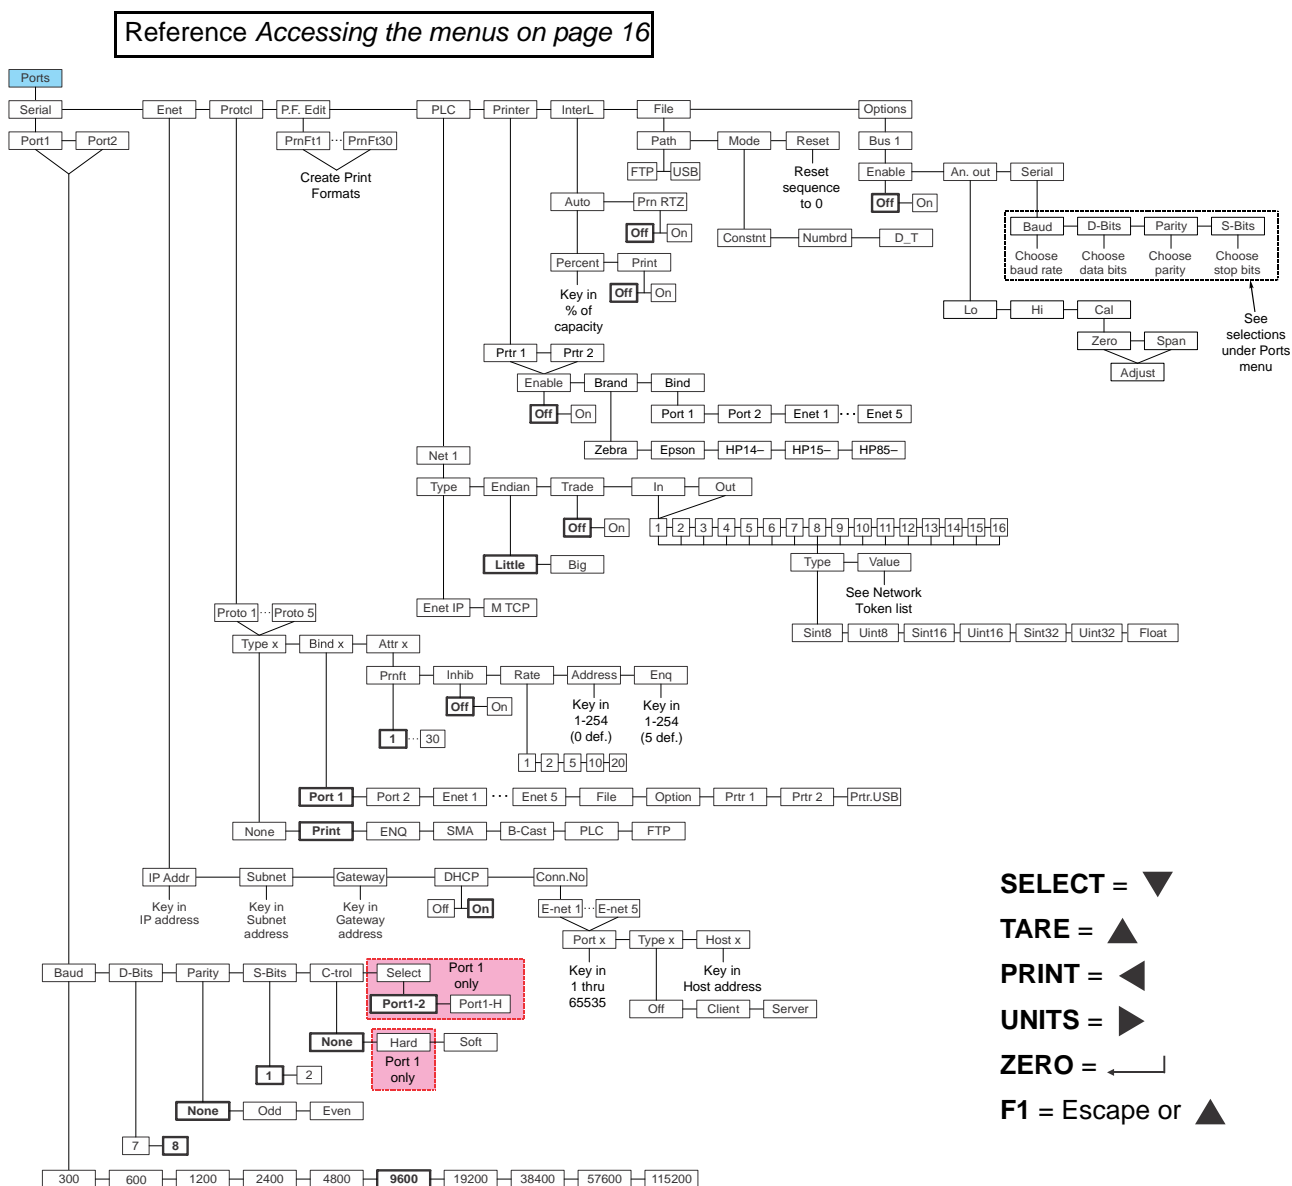 Reference Accessing the menus on page 16
Ports
Serial Enet Protcl P.F. Edit PLC Printer InterL File Options
Port1 Port2 PrnFt1 ··· PrnFt30 Path Mode Reset Bus 1
Create Print
Formats
FTP USB
Reset
sequence
to 0
Enable An. out Serial
Off On
Auto Prn RTZ
Off On
Constnt Numbrd D_T
Baud D-Bits Parity S-Bits
Choose
baud rate
Choose
data bits
Choose
parity
Choose
stop bits
Percent Print
Key in
% of
capacity
Off On
Lo Hi Cal
Zero Span
Adjust
See
selections
under Ports
menu
Prtr 1 Prtr 2
Enable Brand Bind
Off On
Port 1 Port 2 Enet 1 ··· Enet 5
Zebra Epson HP14– HP15– HP85–
Net 1
Type Endian Trade In Out
Off On
1 2 3 4 5 6 7 8 9 10 11 12 13 14 15 16
Little Big
Type Value
See Network
Token list
Enet IP M TCP
Sint8 Uint8 Sint16 Uint16 Sint32 Uint32 Float
Proto 1 ··· Proto 5
Type x Bind x Attr x
Prnft Inhib Rate Address Enq
Off On
Key in
1-254
(0 def.)
Key in
1-254
(5 def.)
1 ··· 30
1 2 5 10 20
Port 1 Port 2 Enet 1 ··· Enet 5 File Option Prtr 1 Prtr 2 Prtr.USB
None Print ENQ SMA B-Cast PLC FTP
IP Addr Subnet Gateway DHCP Conn.No
Key in
IP address
Key in
Subnet
address
Key in
Gateway
address
Off On
E-net 1 ··· E-net 5
Port x Type x Host x
Key in
1 thru
65535
Key in
Host address
Off Client Server
Baud D-Bits Parity S-Bits C-trol Select
Port 1
only
Port1-2 Port1-H
None Hard Soft
Port 1
only
1 2
None Odd Even
7 8
300 600 1200 2400 4800 9600 19200 38400 57600 115200
SELECT =
TARE =
PRINT =
UNITS =
ZERO =
F1 = Escape or